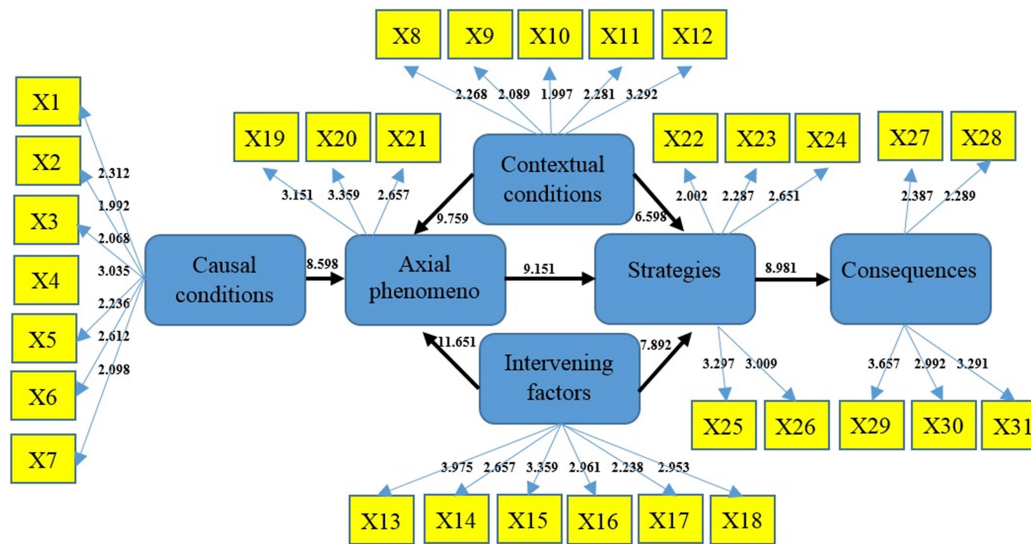 X8
X9
X10
X11
X12
2.268
2.089
1.997
2.281
3.292
X1
X2
X3
X4
X5
X6
X7
2.312
1.992
2.068
3.035
2.236
2.612
2.098
X19
X20
X21
3.151
3.359
2.657
Contextual
conditions
X22
X23
X24
2.002
2.287
2.651
X27
X28
2.387
2.289
9.759
6.598
Causal
conditions
8.598
Axial
phenomeno
9.151
Strategies
8.981
Consequences
11.651
7.892
Intervening
factors
3.297
3.009
X25
X26
3.657
2.992
3.291
X29
X30
X31
3.975
2.657
3.359
2.961
2.238
2.953
X13
X14
X15
X16
X17
X18